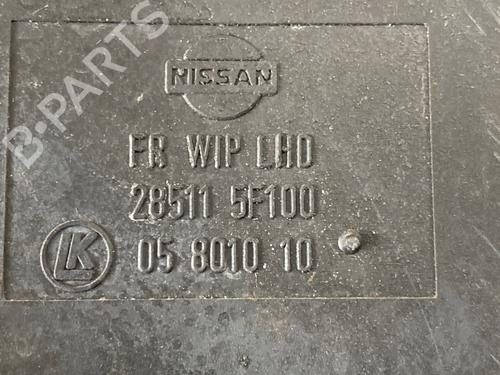 B-PARTS
NISSAN
FR WIP LHD
28511 5F100
LK 05 8010 10